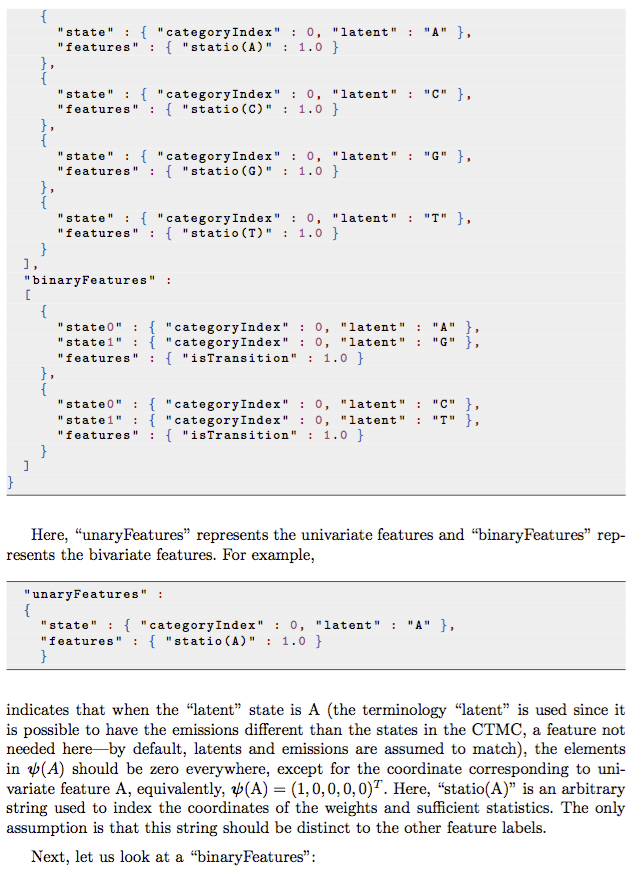 {
"state" : { "categoryIndex" : 0, "latent" : "A" },
"features" : { "statio(A)" : 1.0 }
},
{
"state" : { "categoryIndex" : 0, "latent" : "C" },
"features" : { "statio(C)" : 1.0 }
},
{
"state" : { "categoryIndex" : 0, "latent" : "G" },
"features" : { "statio(G)" : 1.0 }
},
{
"state" : { "categoryIndex" : 0, "latent" : "T" },
"features" : { "statio(T)" : 1.0 }
}
],
"binaryFeatures" :
[
{
"state0" : { "categoryIndex" : 0, "latent" : "A" },
"state1" : { "categoryIndex" : 0, "latent" : "G" },
"features" : { "isTransition" : 1.0 }
},
{
"state0" : { "categoryIndex" : 0, "latent" : "C" },
"state1" : { "categoryIndex" : 0, "latent" : "T" },
"features" : { "isTransition" : 1.0 }
}
]
}
Here, “unaryFeatures” represents the univariate features and “binaryFeatures” rep-
resents the bivariate features. For example,
"unaryFeatures" :
{
"state" : { "categoryIndex" : 0, "latent" : "A" },
"features" : { "statio(A)" : 1.0 }
}
indicates that when the “latent” state is A (the terminology “latent” is used since it
is possible to have the emissions different than the states in the CTMC, a feature not
needed here—by default, latents and emissions are assumed to match), the elements
in ψ(A) should be zero everywhere, except for the coordinate corresponding to uni-
variate feature A, equivalently, ψ(A) = (1, 0, 0, 0, 0)ᵀ. Here, “statio(A)” is an arbitrary
string used to index the coordinates of the weights and sufficient statistics. The only
assumption is that this string should be distinct to the other feature labels.
Next, let us look at a “binaryFeatures”: